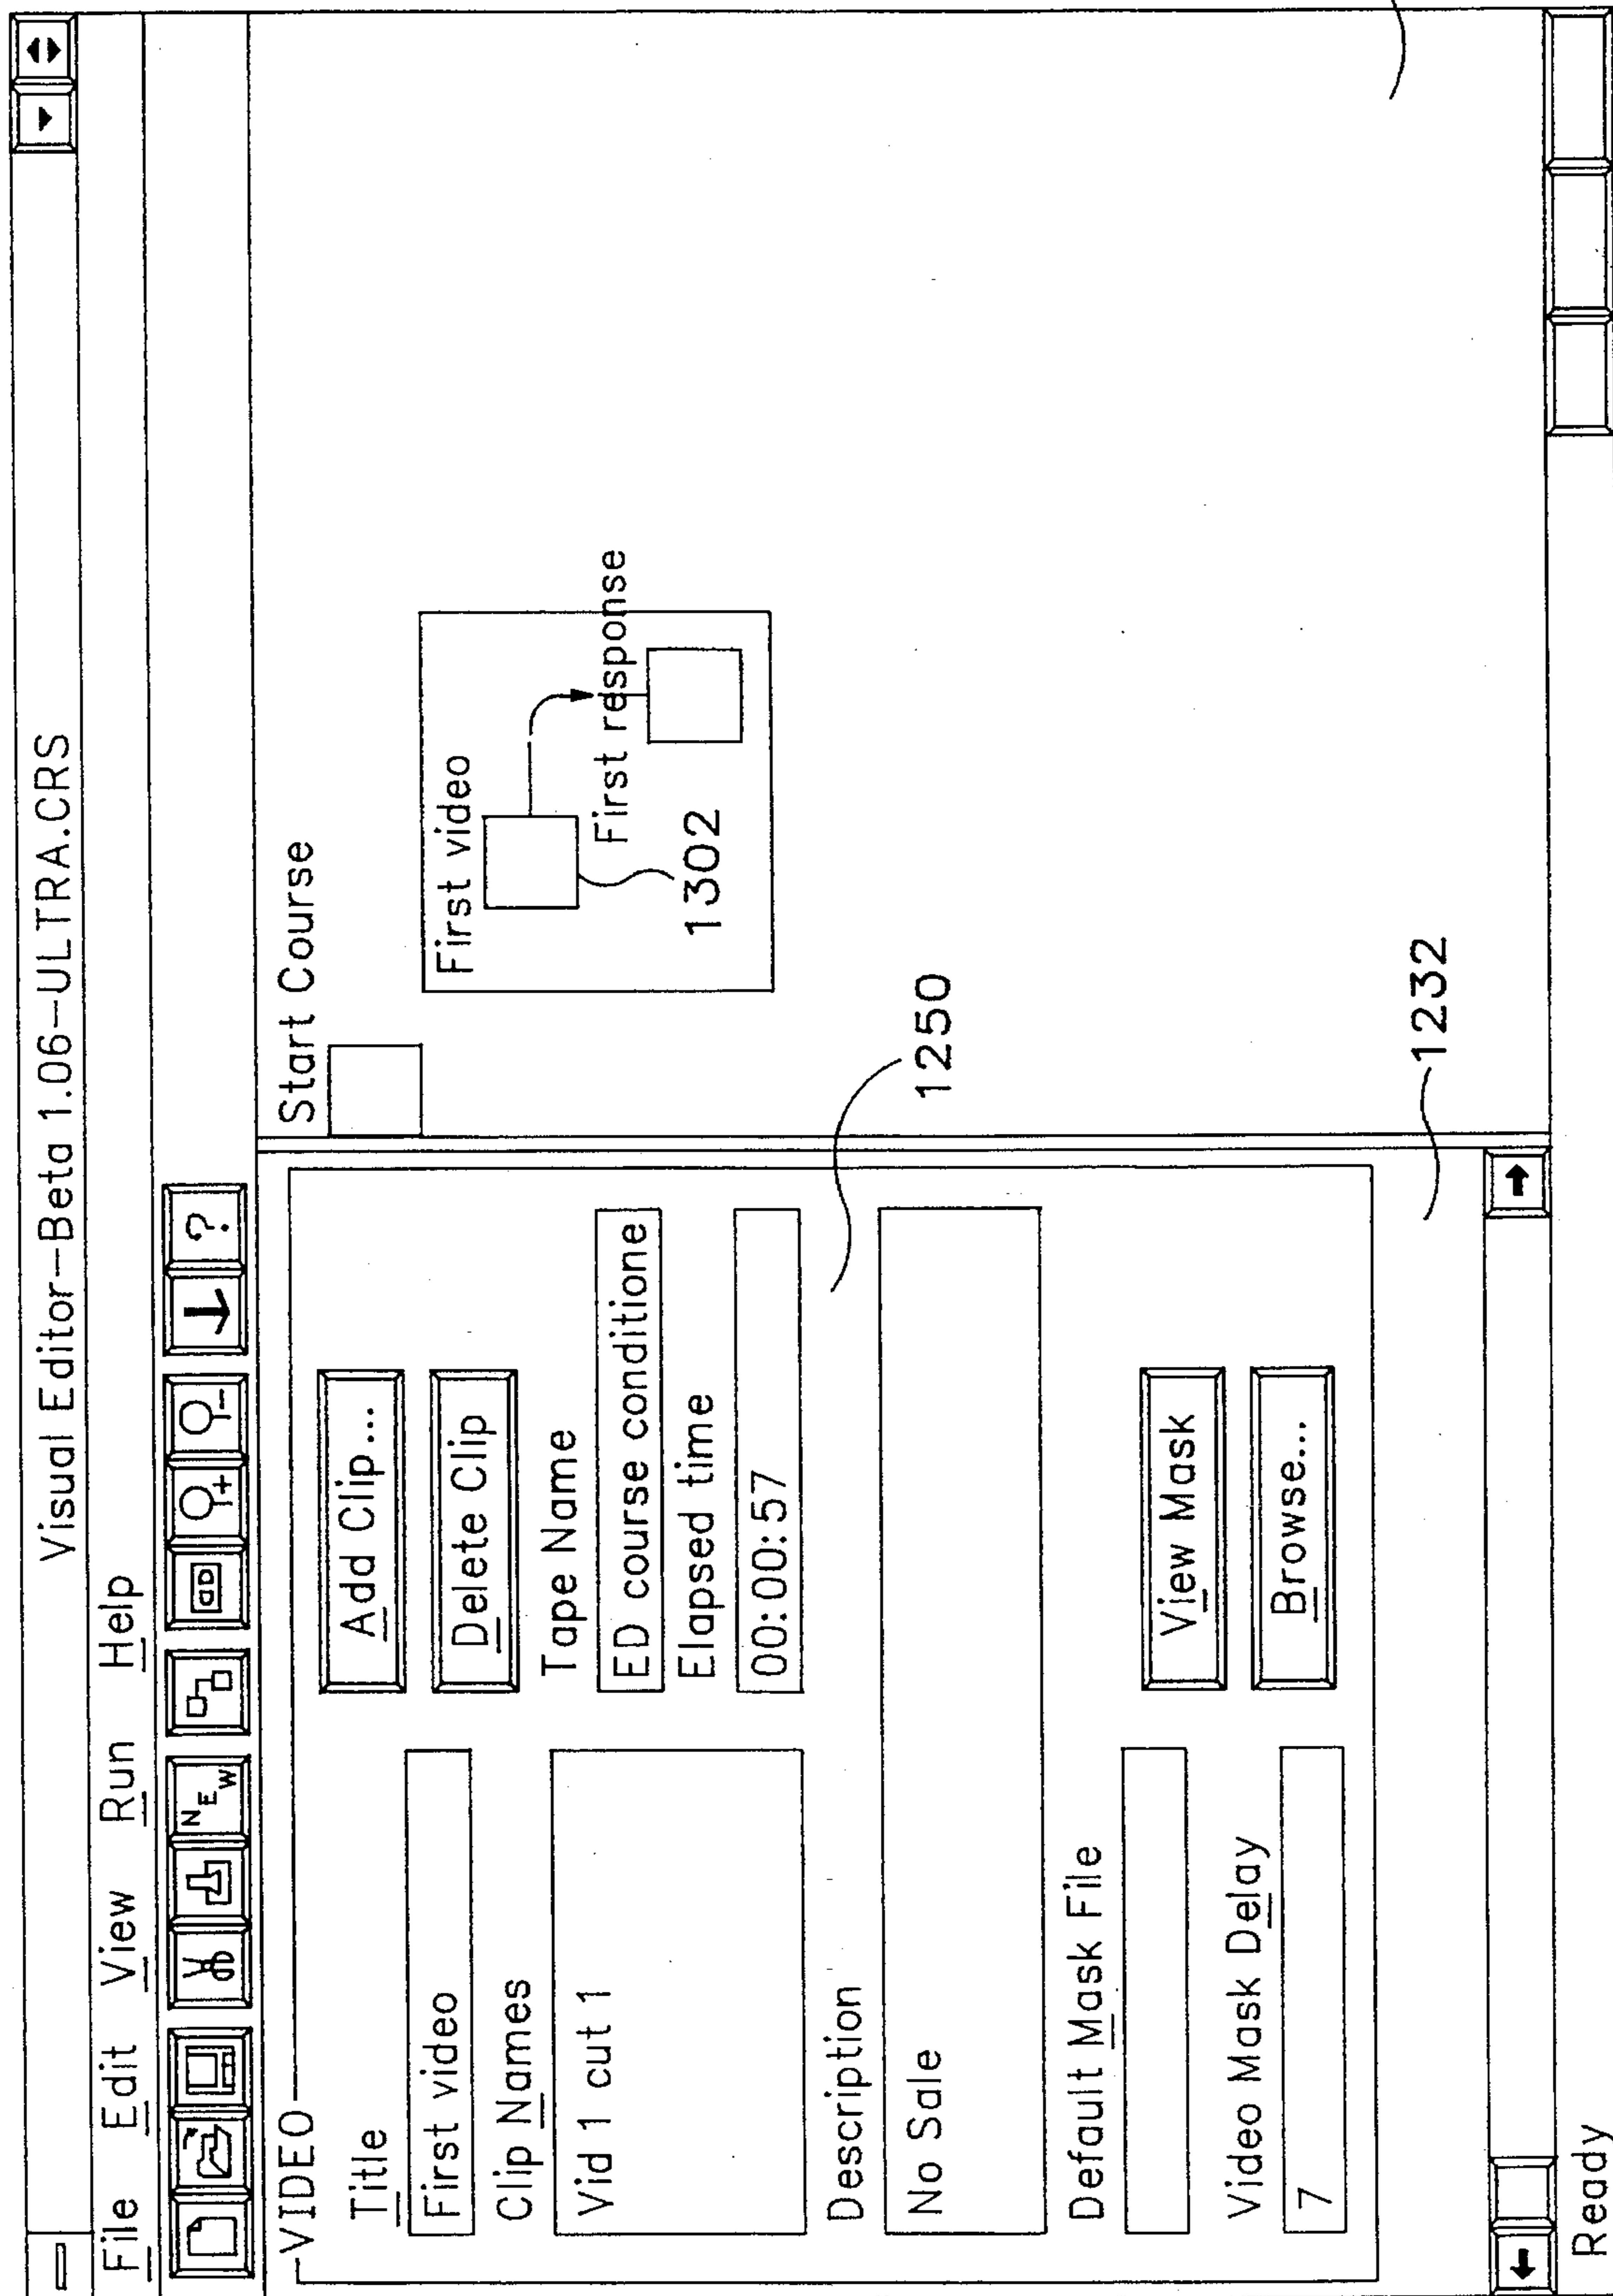 Visual Editor-Beta 1.06-ULTRA.CRS
File Edit View Run Help
NEW
?
VIDEO
Title
First video
Add Clip...
Delete Clip
Clip Names
Vid 1 cut 1
Tape Name
ED course conditione
Elapsed time
00:00:57
Description
No Sale
Default Mask File
View Mask
Video Mask Delay
7
Browse...
Start Course
First video
First response
1302
1250
1232
Ready